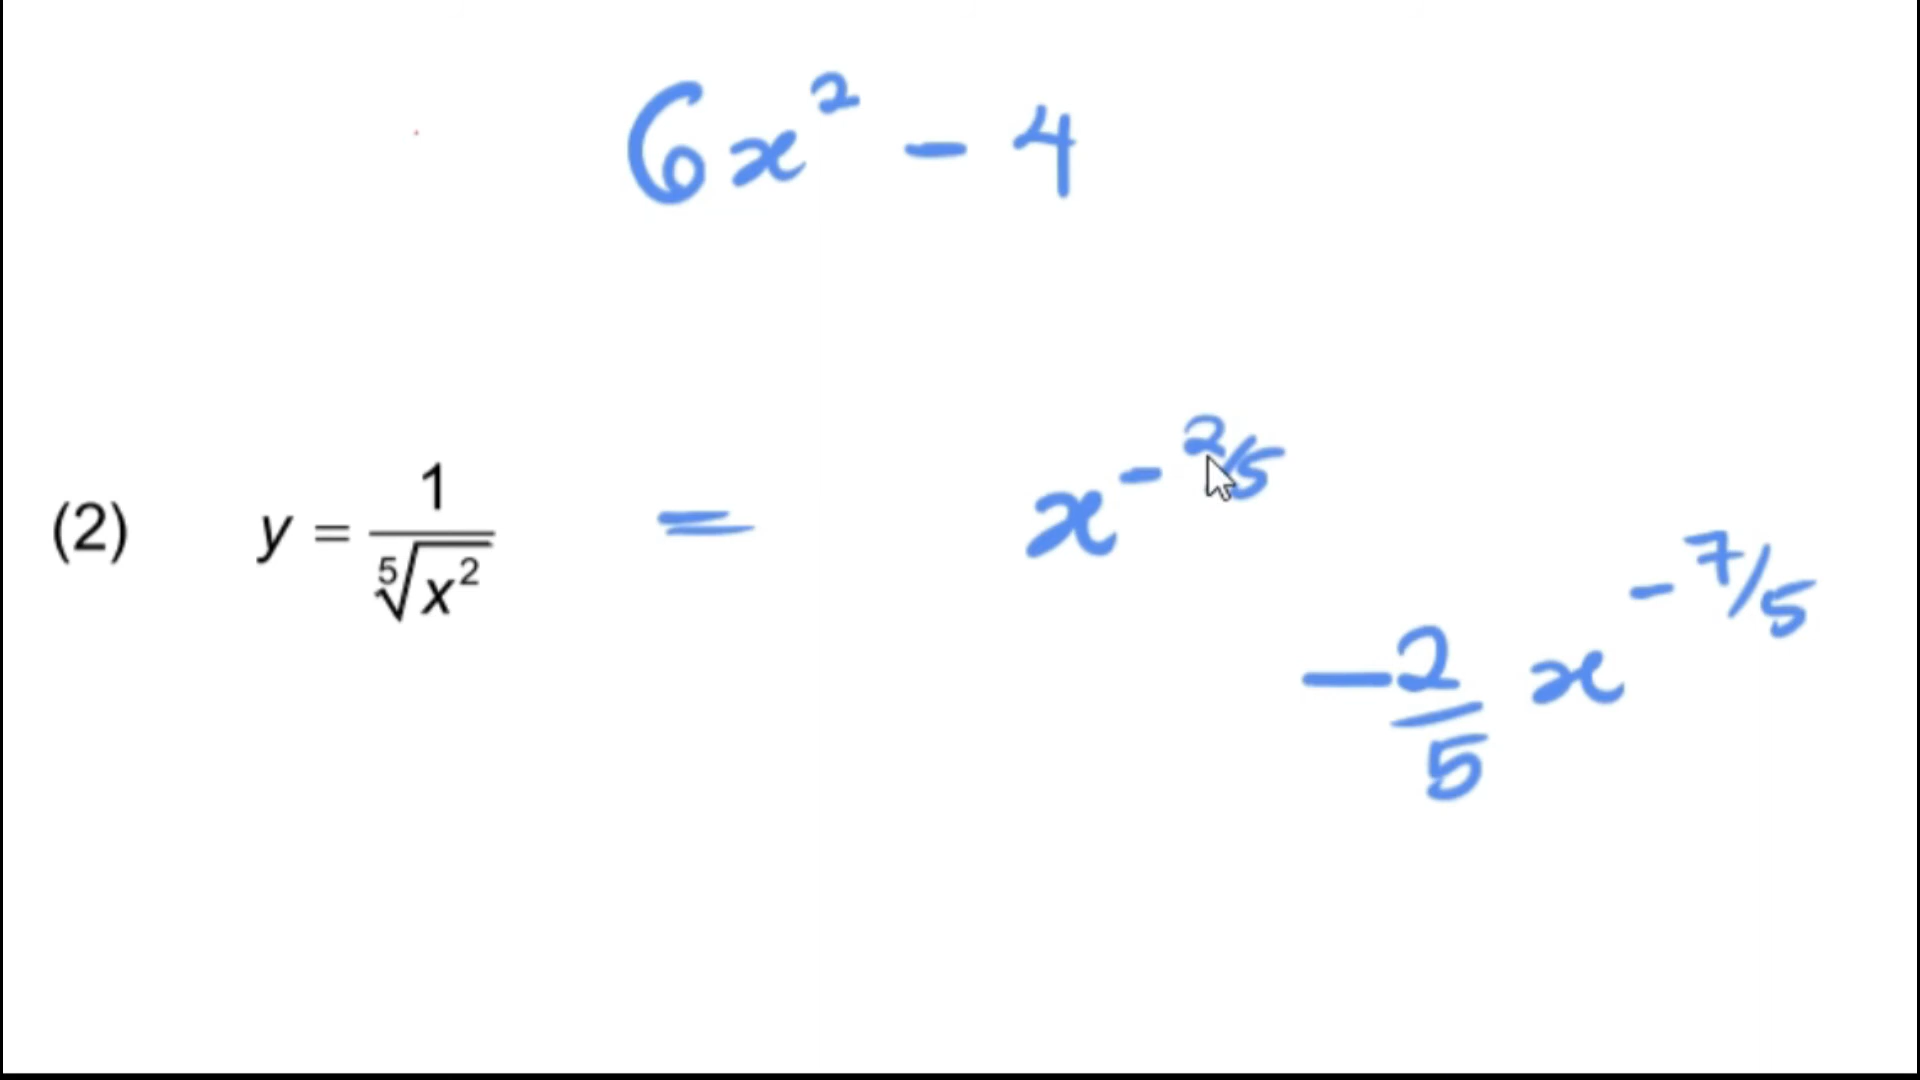 6x² - 4
(2) y = 1/⁵√x² = x^(-2/5)
-2/5 x^(-7/5)